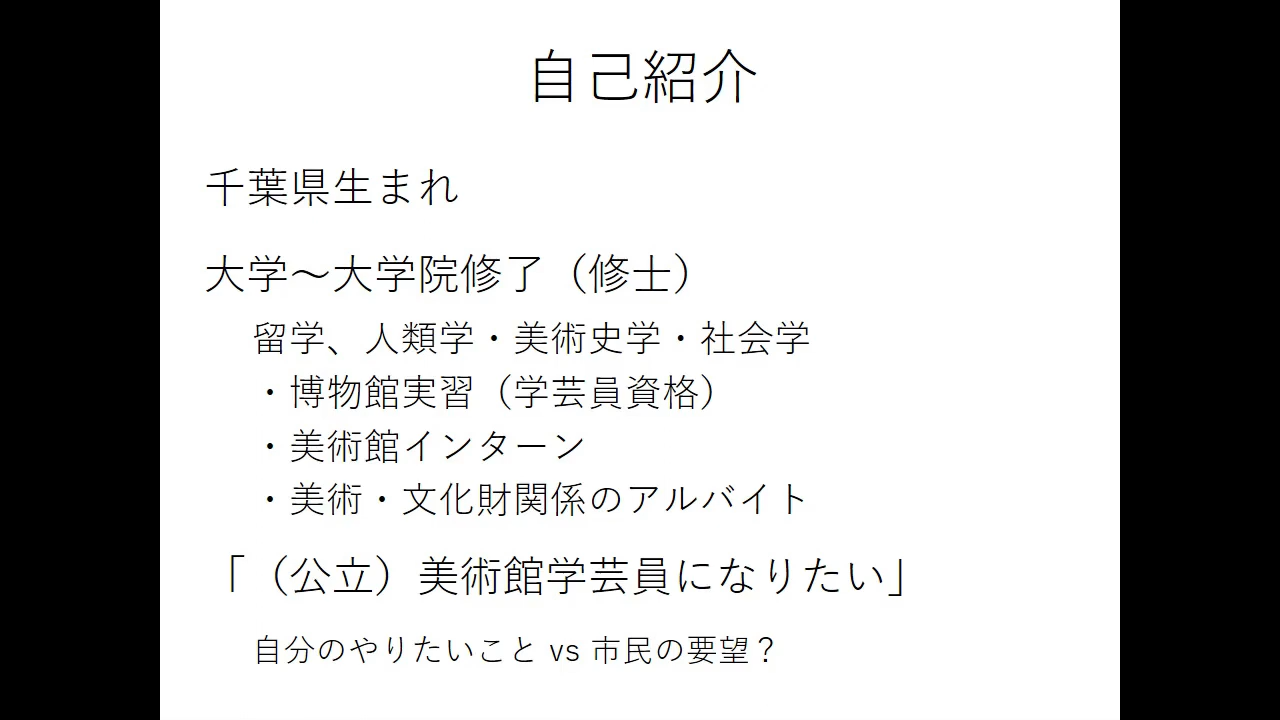 自己紹介
千葉県生まれ
大学～大学院修了（修士）
留学、人類学・美術史学・社会学
・博物館実習（学芸員資格）
・美術館インターン
・美術・文化財関係のアルバイト
「（公立）美術館学芸員になりたい」
自分のやりたいこと vs 市民の要望？